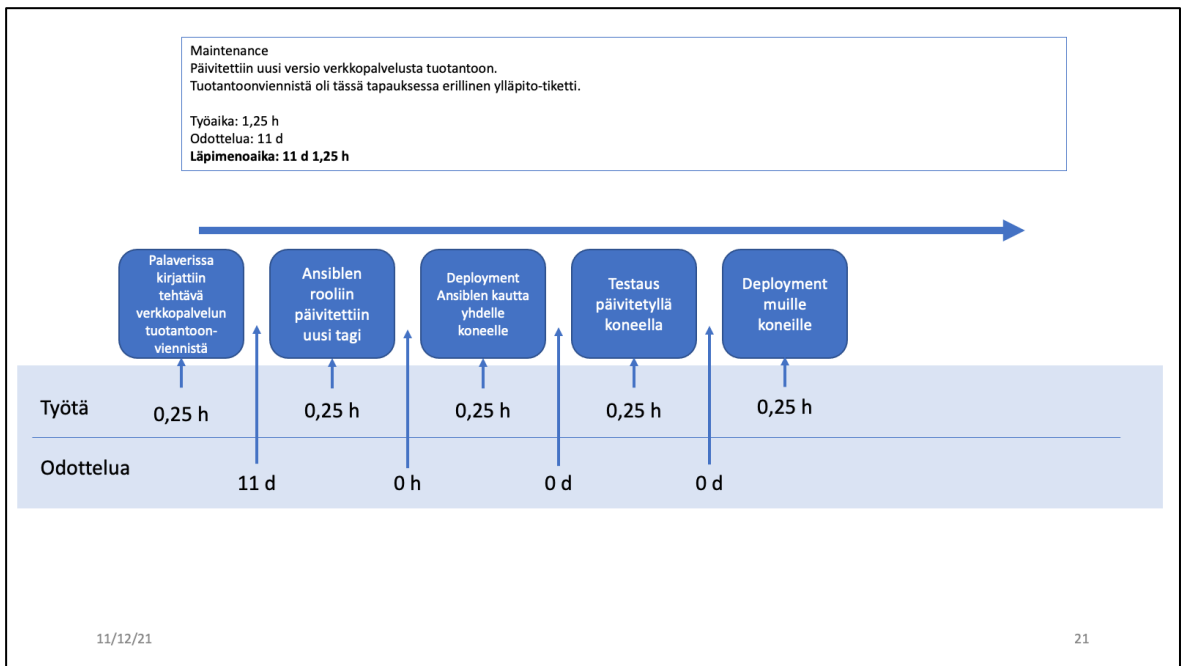 Maintenance
Päivitettiin uusi versio verkkopalvelusta tuotantoon.
Tuotantoonviennistä oli tässä tapauksessa erillinen ylläpito-tiketti.
Työaika: 1,25 h
Odottelua: 11 d
Läpimenoaika: 11 d 1,25 h
Palaverissa
kirjattiin
tehtävä
verkkopalvelun
tuotantoon-
viennistä
Ansiblen
rooliin
päivitettiin
uusi tagi
Deployment
Ansiblen kautta
yhdelle
koneelle
Testaus
päivitetyllä
koneella
Deployment
muille
koneille
Työtä
0,25 h
0,25 h
0,25 h
0,25 h
0,25 h
Odottelua
11 d
0 h
0 d
0 d
11/12/21
21